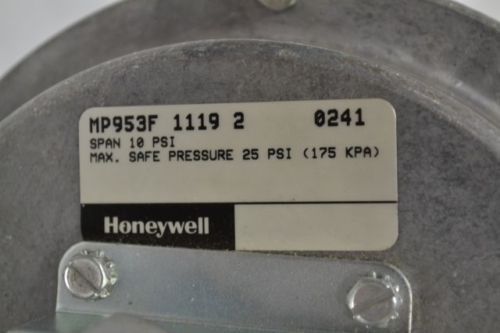 MP953F 1119 2 0241
SPAN 10 PSI
MAX. SAFE PRESSURE 25 PSI (175 KPA)
Honeywell